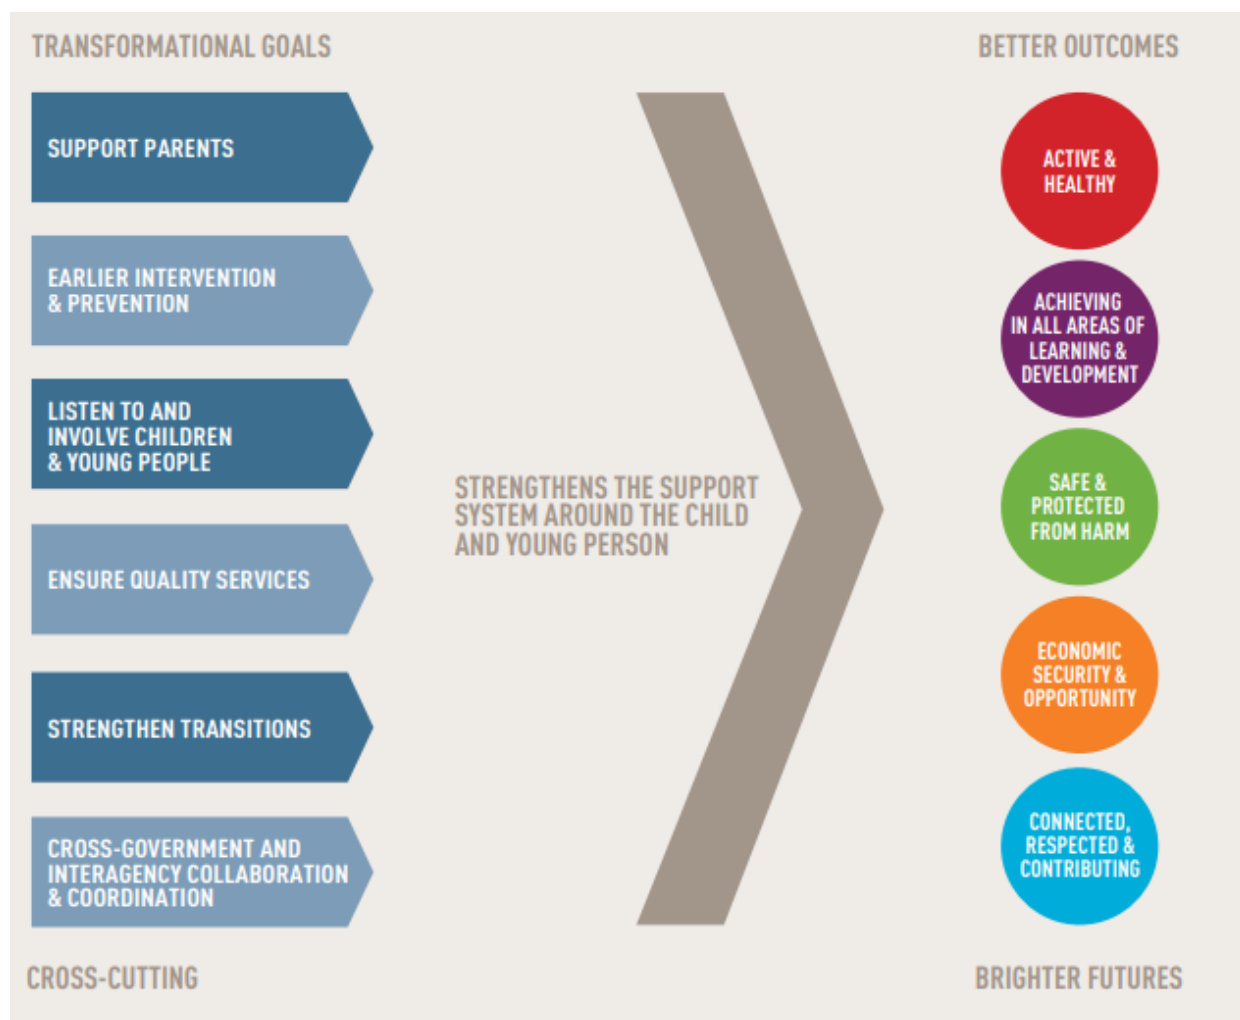 TRANSFORMATIONAL GOALS
SUPPORT PARENTS
EARLIER INTERVENTION
& PREVENTION
LISTEN TO AND
INVOLVE CHILDREN
& YOUNG PEOPLE
ENSURE QUALITY SERVICES
STRENGTHEN TRANSITIONS
CROSS-GOVERNMENT AND
INTERAGENCY COLLABORATION
& COORDINATION
CROSS-CUTTING
STRENGTHENS THE SUPPORT
SYSTEM AROUND THE CHILD
AND YOUNG PERSON
BETTER OUTCOMES
ACTIVE &
HEALTHY
ACHIEVING
IN ALL AREAS OF
LEARNING &
DEVELOPMENT
SAFE &
PROTECTED
FROM HARM
ECONOMIC
SECURITY &
OPPORTUNITY
CONNECTED,
RESPECTED &
CONTRIBUTING
BRIGHTER FUTURES